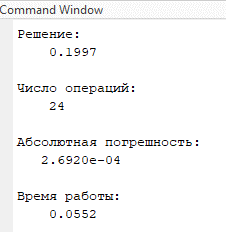 Command Window
Решение:
0.1997
Число операций:
24
Абсолютная погрешность:
2.6920e-04
Время работы:
0.0552